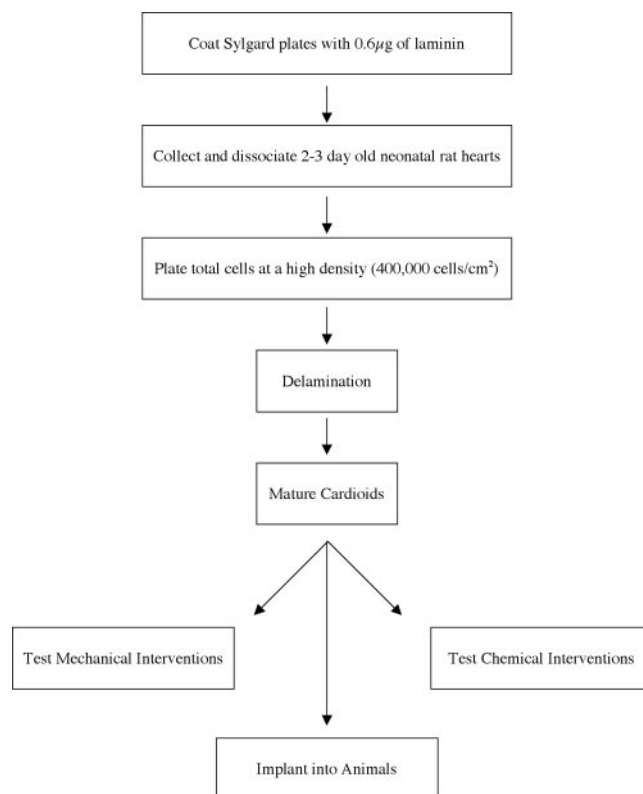 Coat Sylgard plates with 0.6µg of laminin
Collect and dissociate 2-3 day old neonatal rat hearts
Plate total cells at a high density (400,000 cells/cm²)
Delamination
Mature Cardioids
Test Mechanical Interventions
Test Chemical Interventions
Implant into Animals